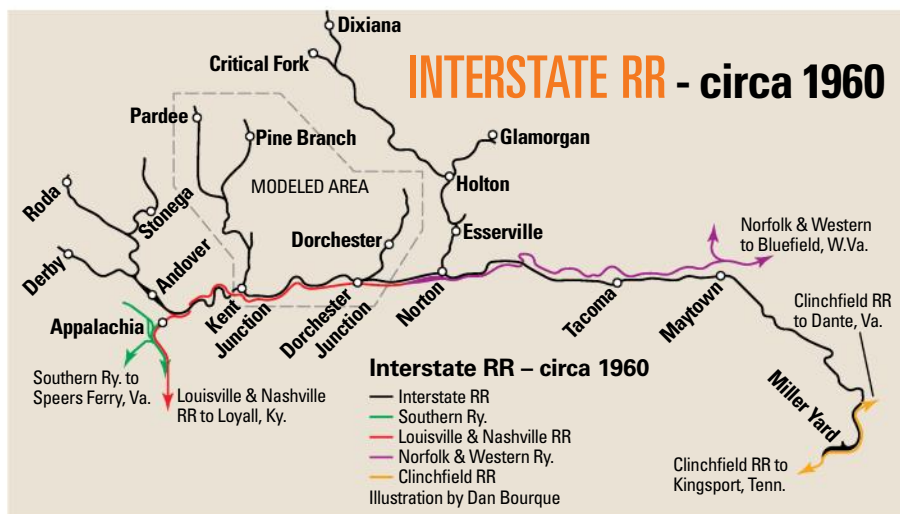 Dixiana
Critical Fork
INTERSTATE RR - circa 1960
Pardee
Pine Branch
Glamorgan
MODELED AREA
Holton
Roda
Stonega
Dorchester
Esserville
Norfolk & Western
to Bluefield, W.Va.
Derby
Andover
Appalachia
Kent
Junction
Dorchester
Junction
Norton
Tacoma
Maytown
Clinchfield RR
to Dante, Va.
Southern Ry. to
Speers Ferry, Va.
Louisville & Nashville
RR to Loyall, Ky.
Interstate RR – circa 1960
Interstate RR
Southern Ry.
Louisville & Nashville RR
Norfolk & Western Ry.
Clinchfield RR
Illustration by Dan Bourque
Miller Yard
Clinchfield RR to
Kingsport, Tenn.